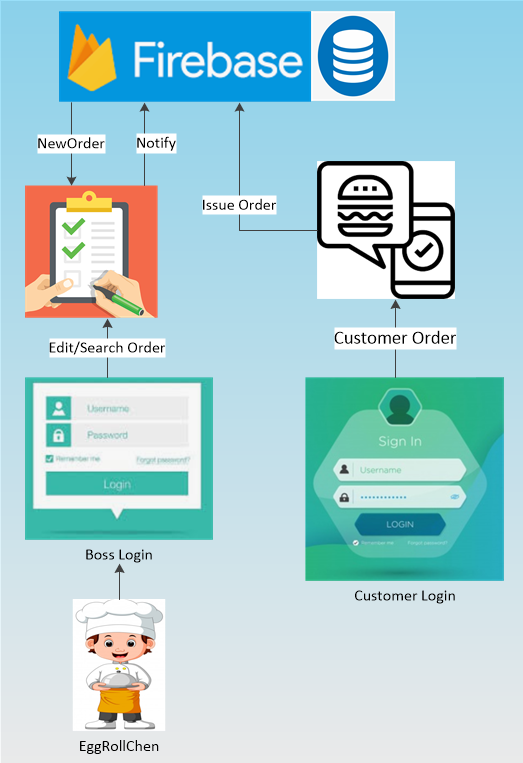 Firebase
NewOrder
Notify
Issue Order
Edit/Search Order
Customer Order
Username
Password
Remember me
Forgot password?
Login
Boss Login
Sign In
Username
LOGIN
Remember me
Forgot password?
Customer Login
EggRollChen